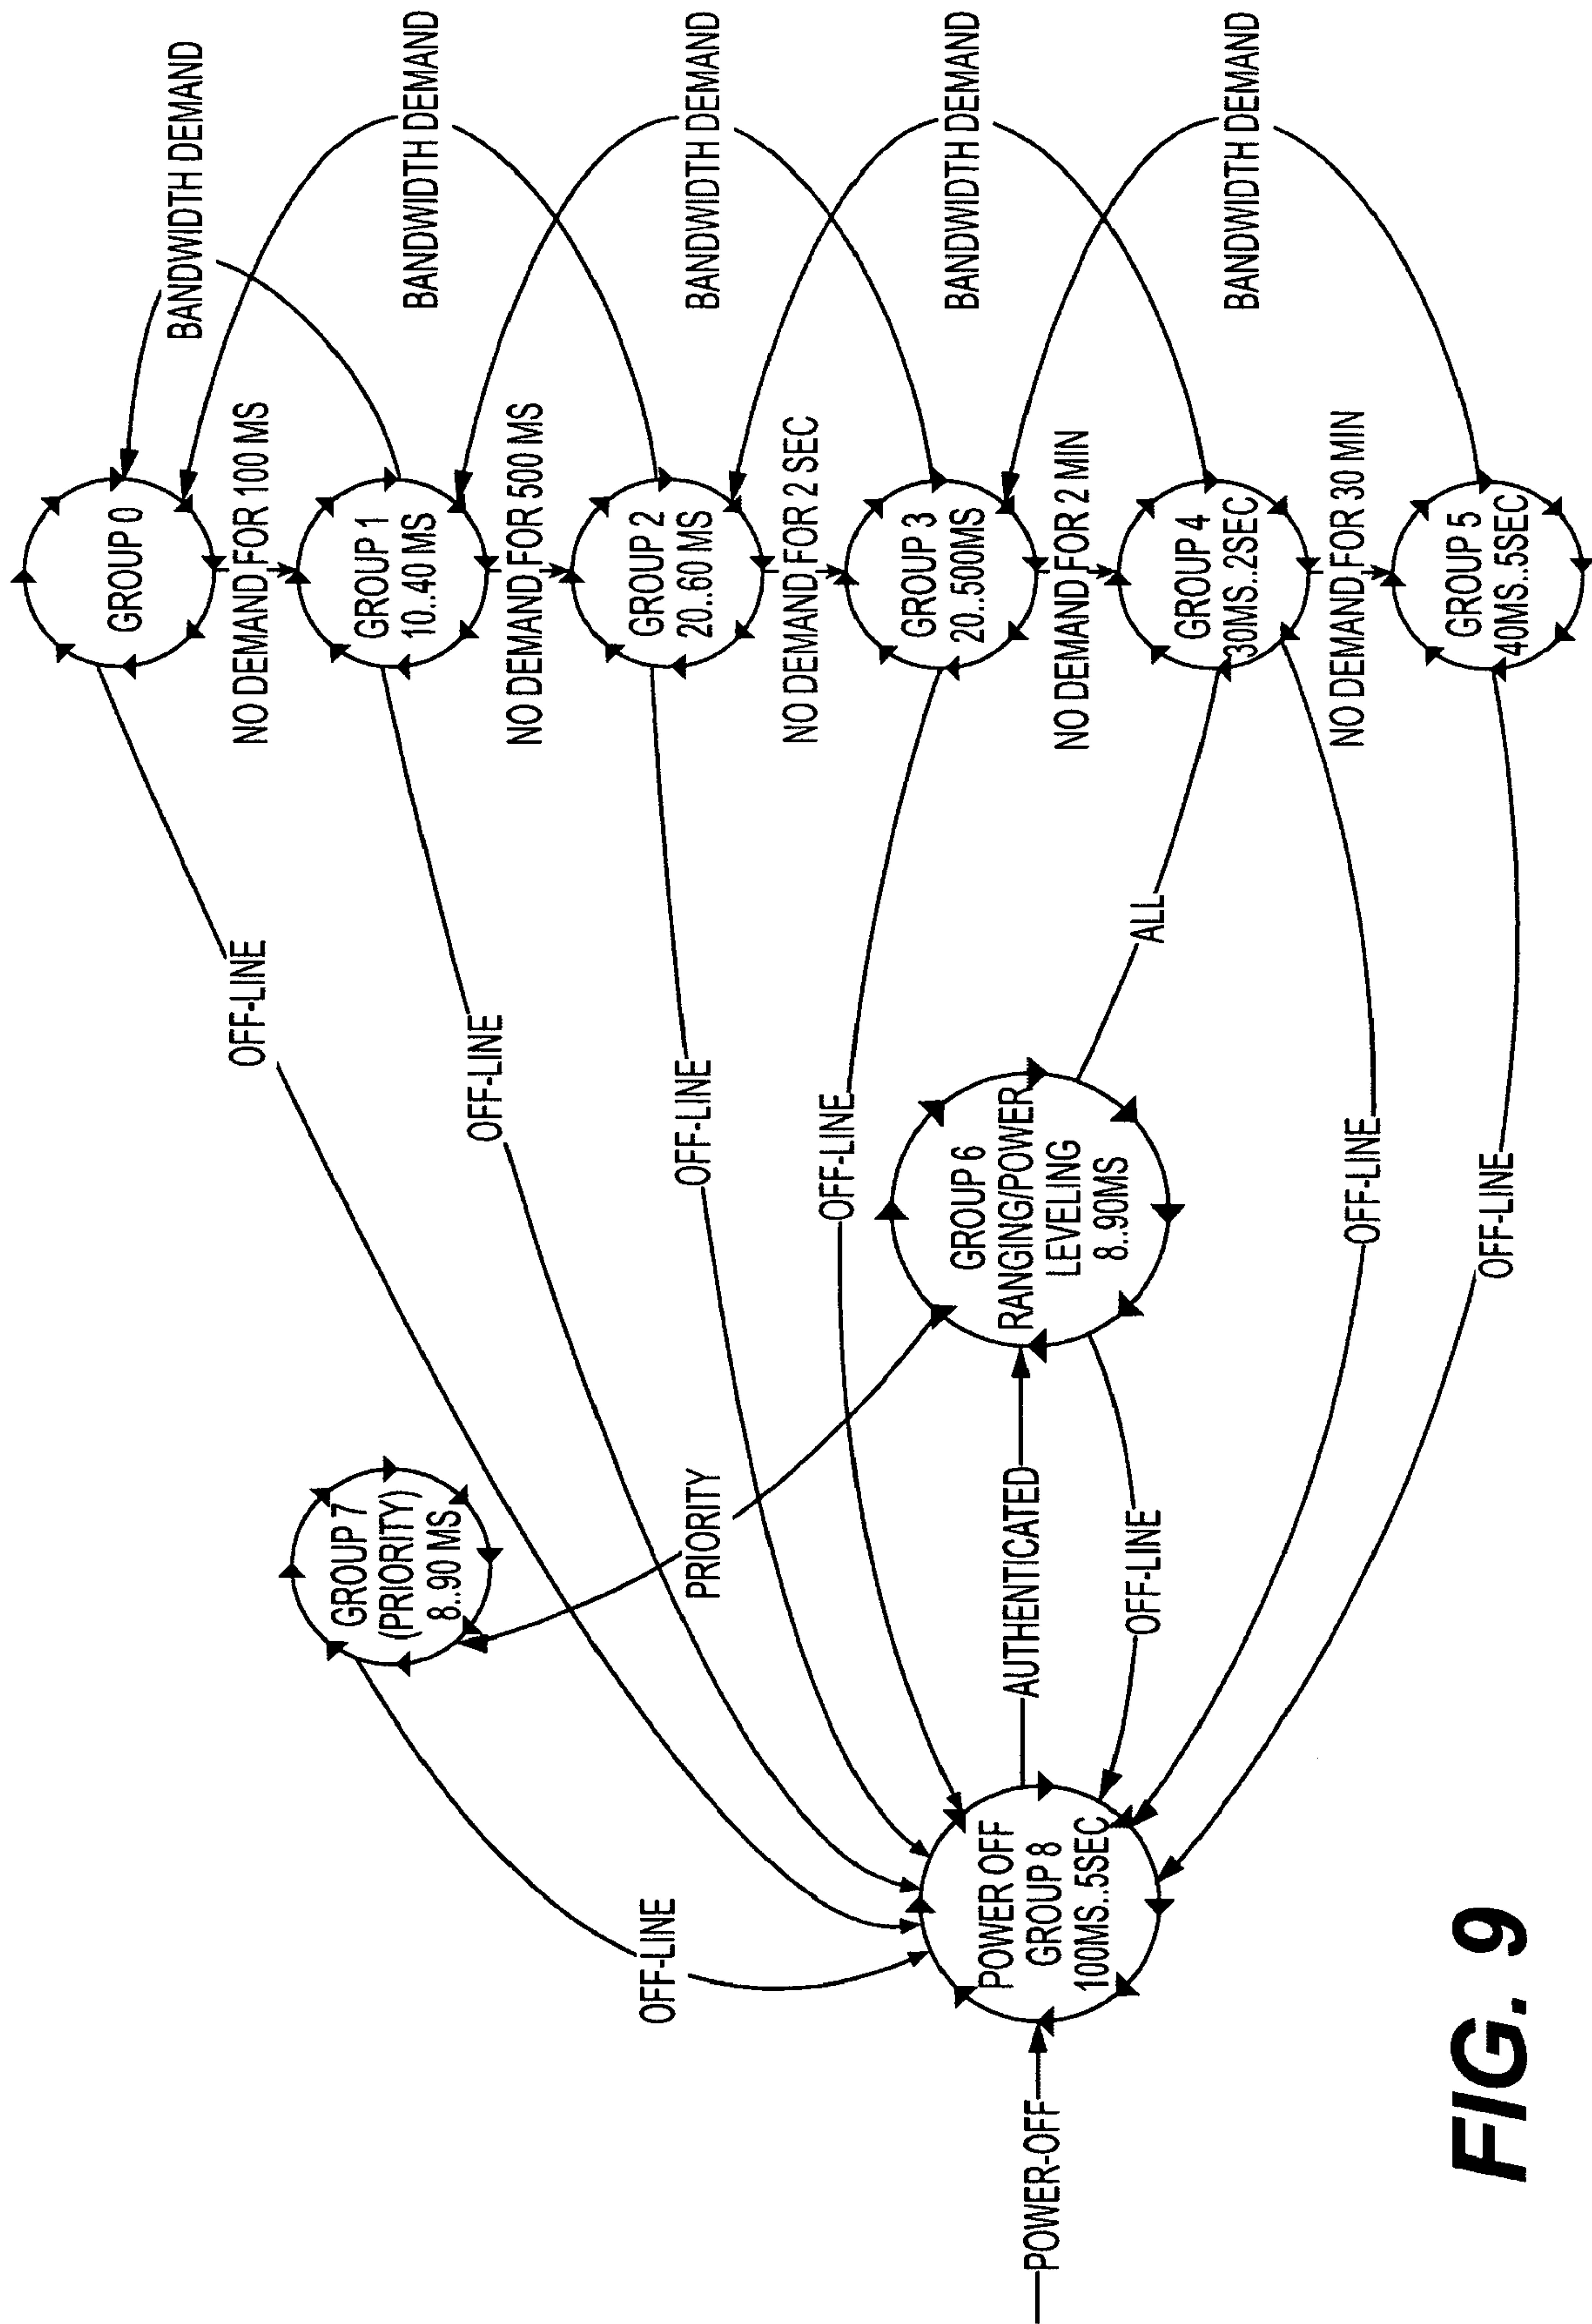 GROUP 0
BANDWIDTH DEMAND
OFF-LINE
NO DEMAND FOR 100 MS
GROUP 7
(PRIORITY)
8..90 MS
GROUP 1
10..40 MS
BANDWIDTH DEMAND
OFF-LINE
NO DEMAND FOR 500 MS
OFF-LINE
PRIORITY
OFF-LINE
GROUP 2
20..60 MS
BANDWIDTH DEMAND
NO DEMAND FOR 2 SEC
OFF-LINE
GROUP 3
20..500MS
BANDWIDTH DEMAND
POWER-OFF
POWER OFF
GROUP 8
100MS..5SEC
AUTHENTICATED
GROUP 6
RANGING/POWER
LEVELING
8..90MS
NO DEMAND FOR 2 MIN
OFF-LINE
ALL
GROUP 4
30MS..2SEC
BANDWIDTH DEMAND
OFF-LINE
NO DEMAND FOR 30 MIN
OFF-LINE
GROUP 5
40MS..5SEC
FIG. 9